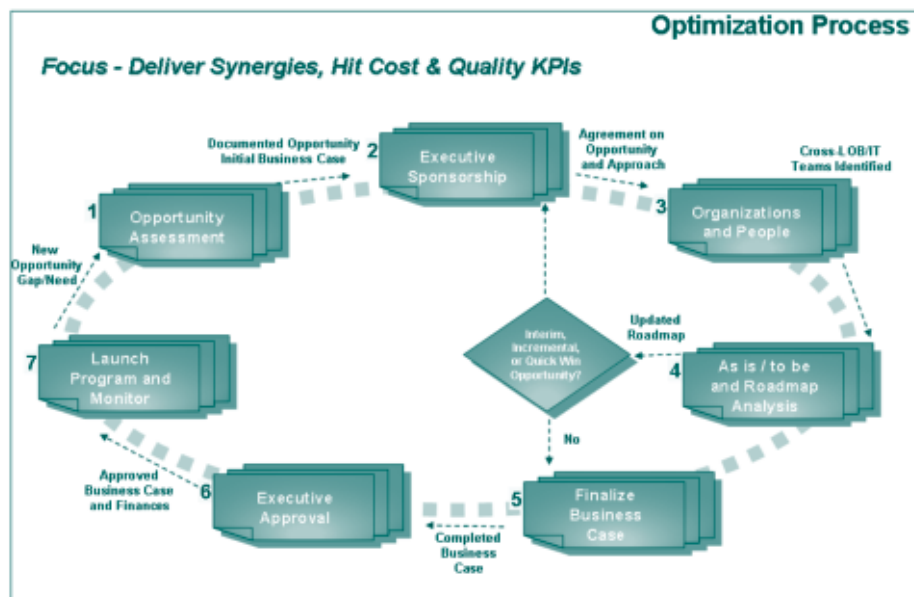 Optimization Process
Focus - Deliver Synergies, Hit Cost & Quality KPIs
Documented Opportunity
Initial Business Case
2
Executive
Sponsorship
Agreement on
Opportunity
and Approach
Cross-LOB/IT
Teams Identified
1
Opportunity
Assessment
3
Organizations
and People
New
Opportunity
Gap/Need
7
Launch
Program and
Monitor
Interim,
Incremental,
or Quick Win
Opportunity?
Updated
Roadmap
4
As is / to be
and Roadmap
Analysis
No
Approved
Business Case
and Finances
6
Executive
Approval
5
Finalize
Business
Case
Completed
Business
Case